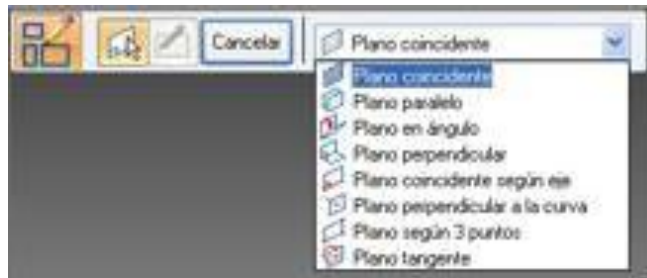 Cancelar
Plano coincidente
Plano coincidente
Plano paralelo
Plano en ángulo
Plano perpendicular
Plano coincidente según eje
Plano perpendicular a la curva
Plano según 3 puntos
Plano tangente